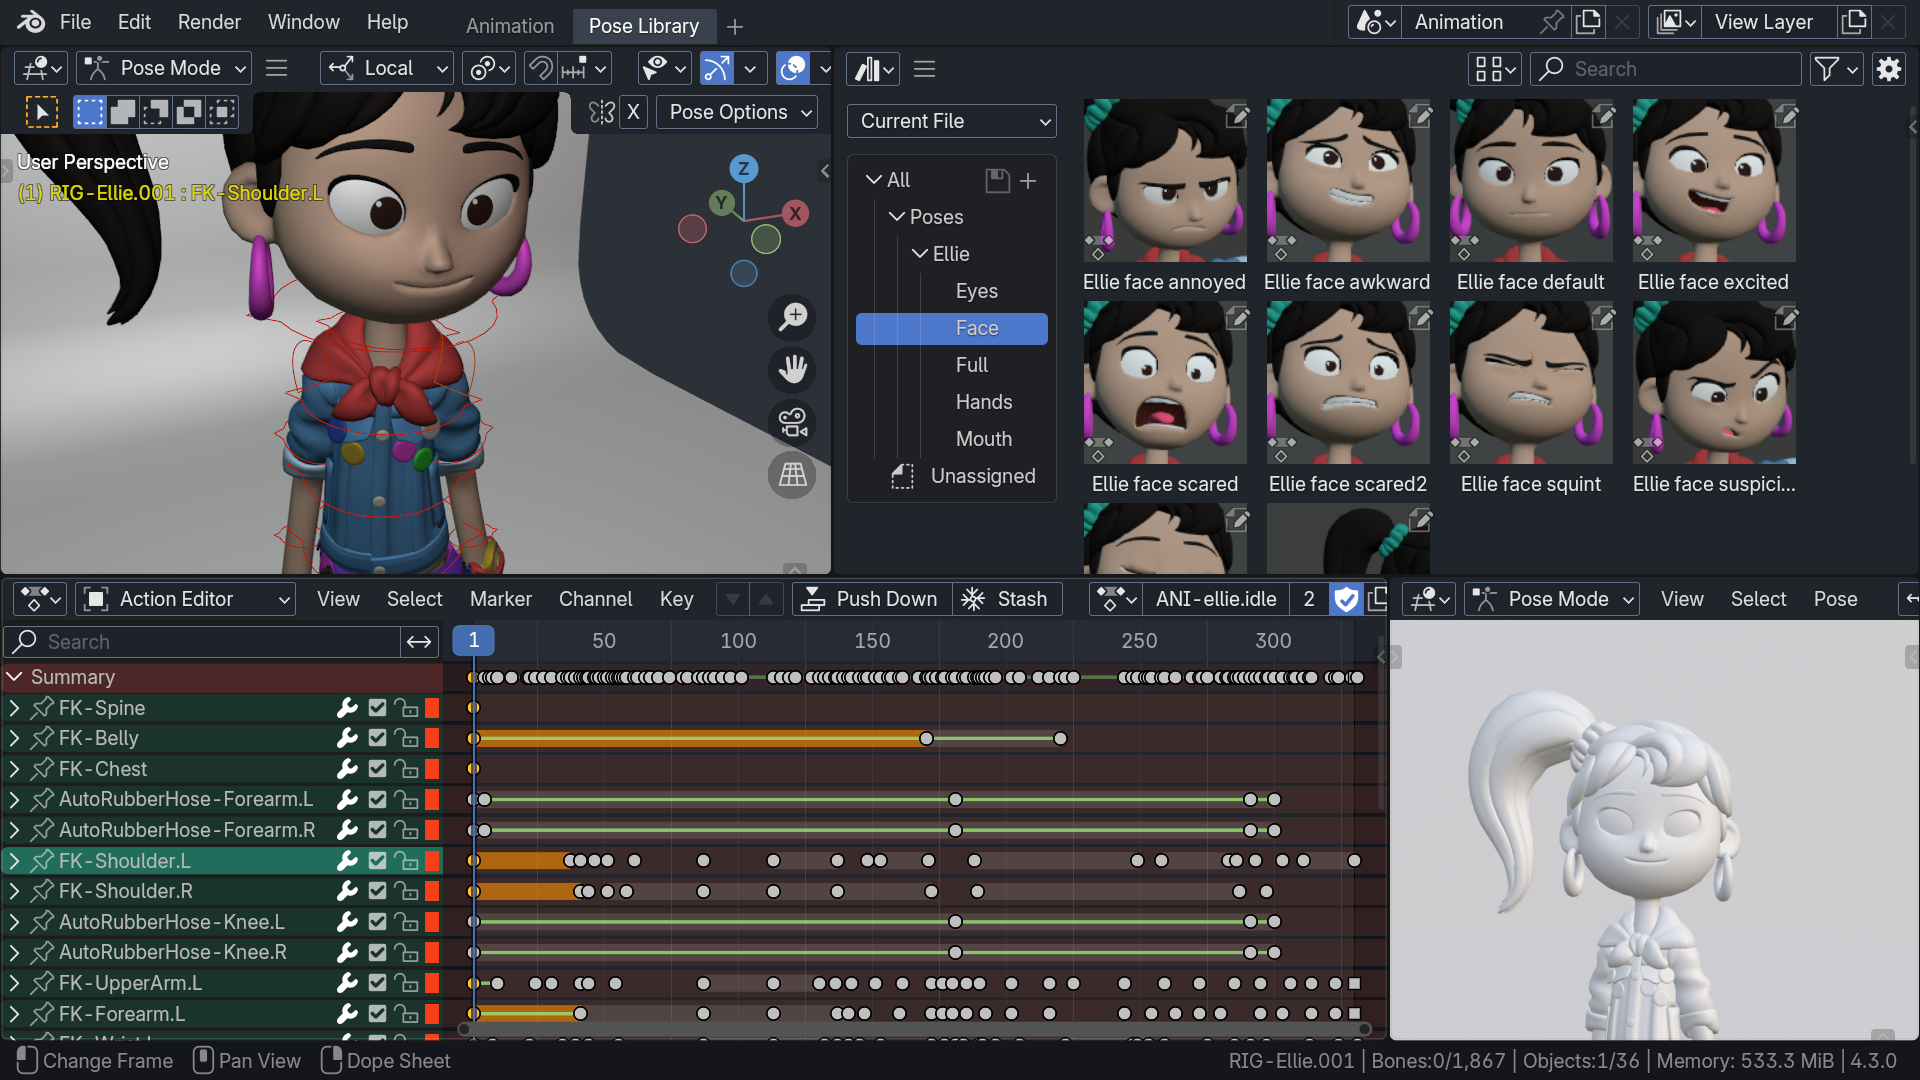 File Edit Render Window Help Animation Pose Library + Animation View Layer
Pose Mode Local Search
X Pose Options Current File
User Perspective
(1) RIG-Ellie.001 : FK-Shoulder.L
Z
Y
X
All
Poses
Ellie
Eyes
Face
Full
Hands
Mouth
Unassigned
Ellie face annoyed Ellie face awkward Ellie face default Ellie face excited
Ellie face scared Ellie face scared2 Ellie face squint Ellie face suspici...
Action Editor View Select Marker Channel Key Push Down Stash ANI-ellie.idle 2 Pose Mode View Select Pose
Search 1 50 100 150 200 250 300
Summary
FK-Spine
FK-Belly
FK-Chest
AutoRubberHose-Forearm.L
AutoRubberHose-Forearm.R
FK-Shoulder.L
FK-Shoulder.R
AutoRubberHose-Knee.L
AutoRubberHose-Knee.R
FK-UpperArm.L
FK-Forearm.L
Change Frame Pan View Dope Sheet RIG-Ellie.001 | Bones:0/1,867 | Objects:1/36 | Memory: 533.3 MiB | 4.3.0